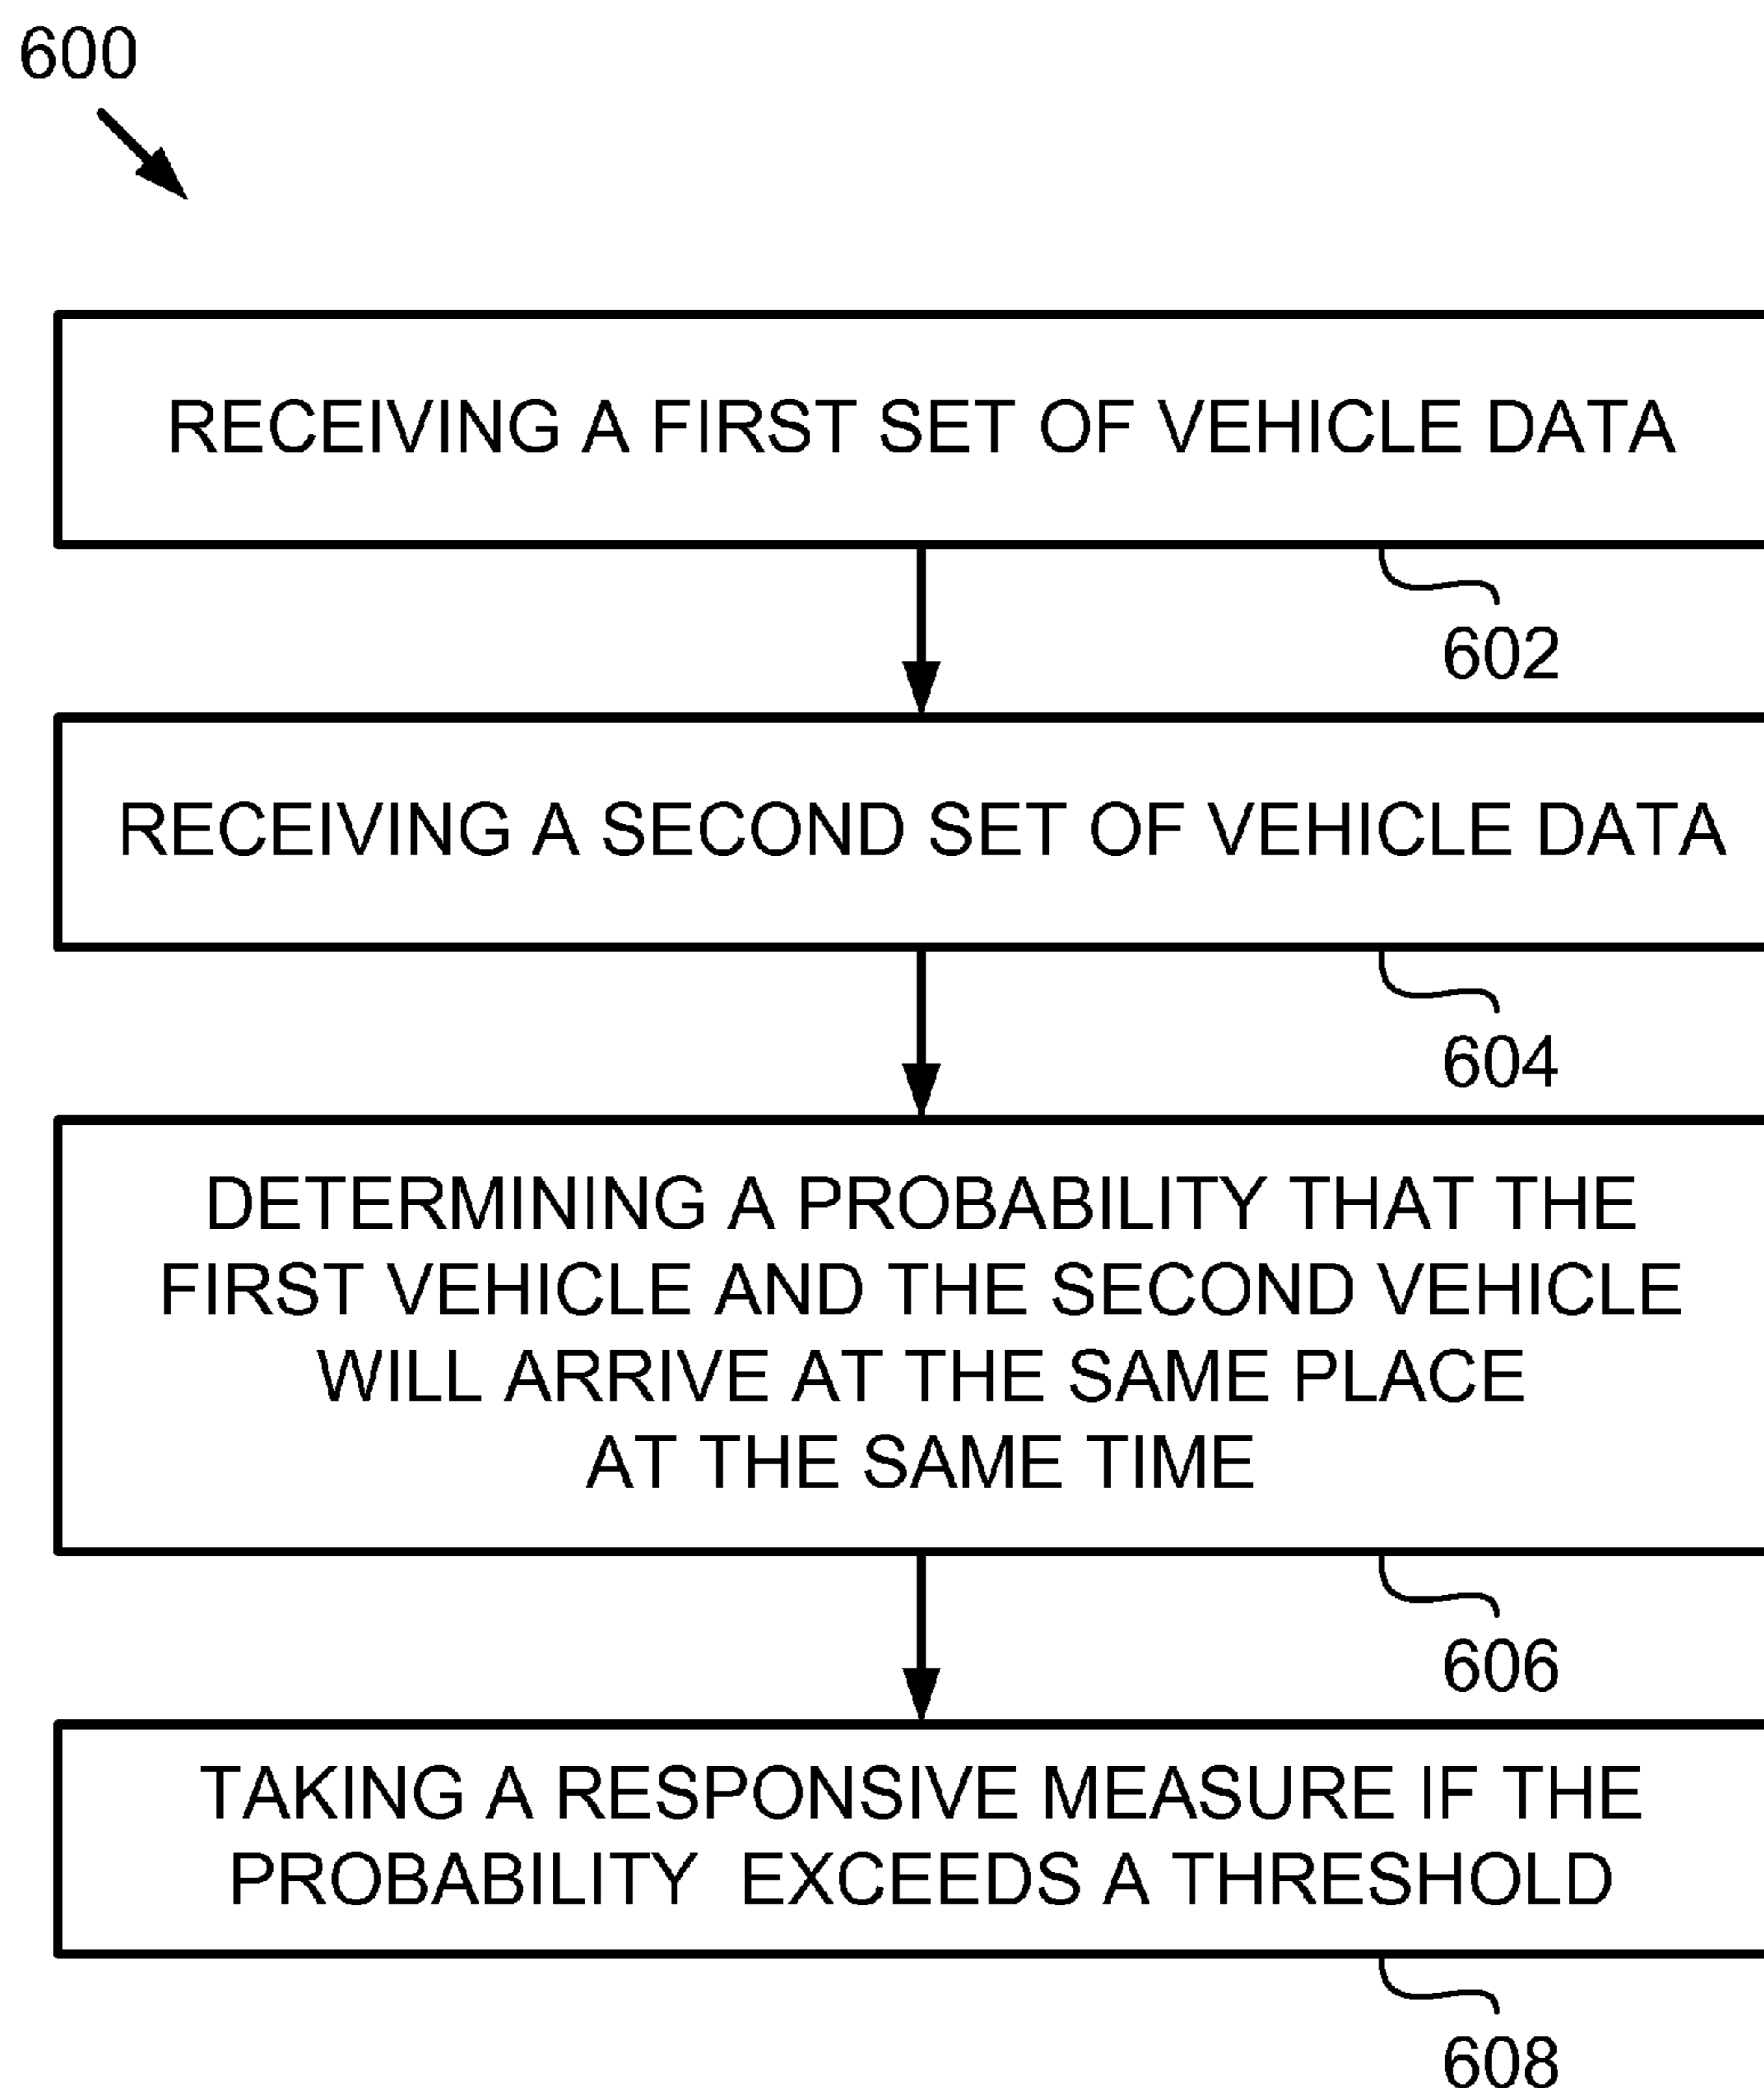 600
RECEIVING A FIRST SET OF VEHICLE DATA
602
RECEIVING A SECOND SET OF VEHICLE DATA
604
DETERMINING A PROBABILITY THAT THE
FIRST VEHICLE AND THE SECOND VEHICLE
WILL ARRIVE AT THE SAME PLACE
AT THE SAME TIME
606
TAKING A RESPONSIVE MEASURE IF THE
PROBABILITY EXCEEDS A THRESHOLD
608